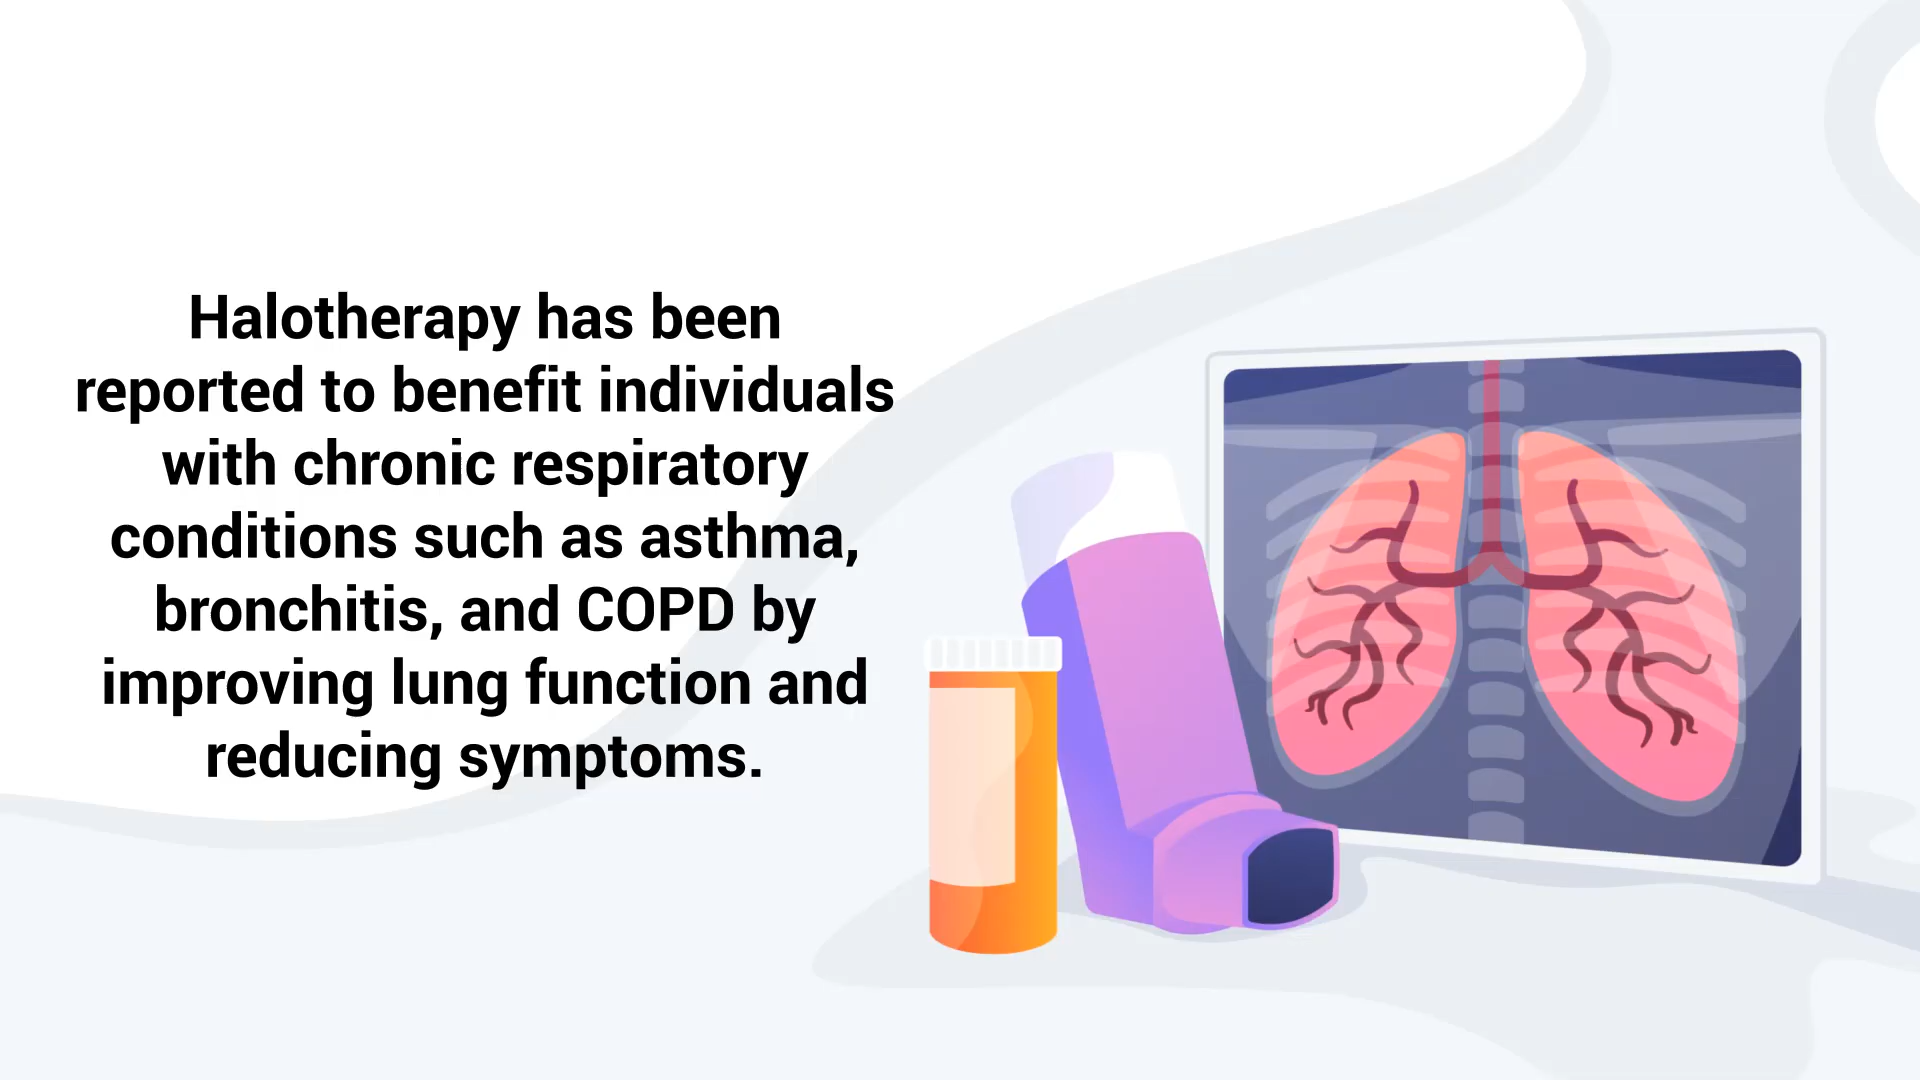 Halotherapy has been
reported to benefit individuals
with chronic respiratory
conditions such as asthma,
bronchitis, and COPD by
improving lung function and
reducing symptoms.